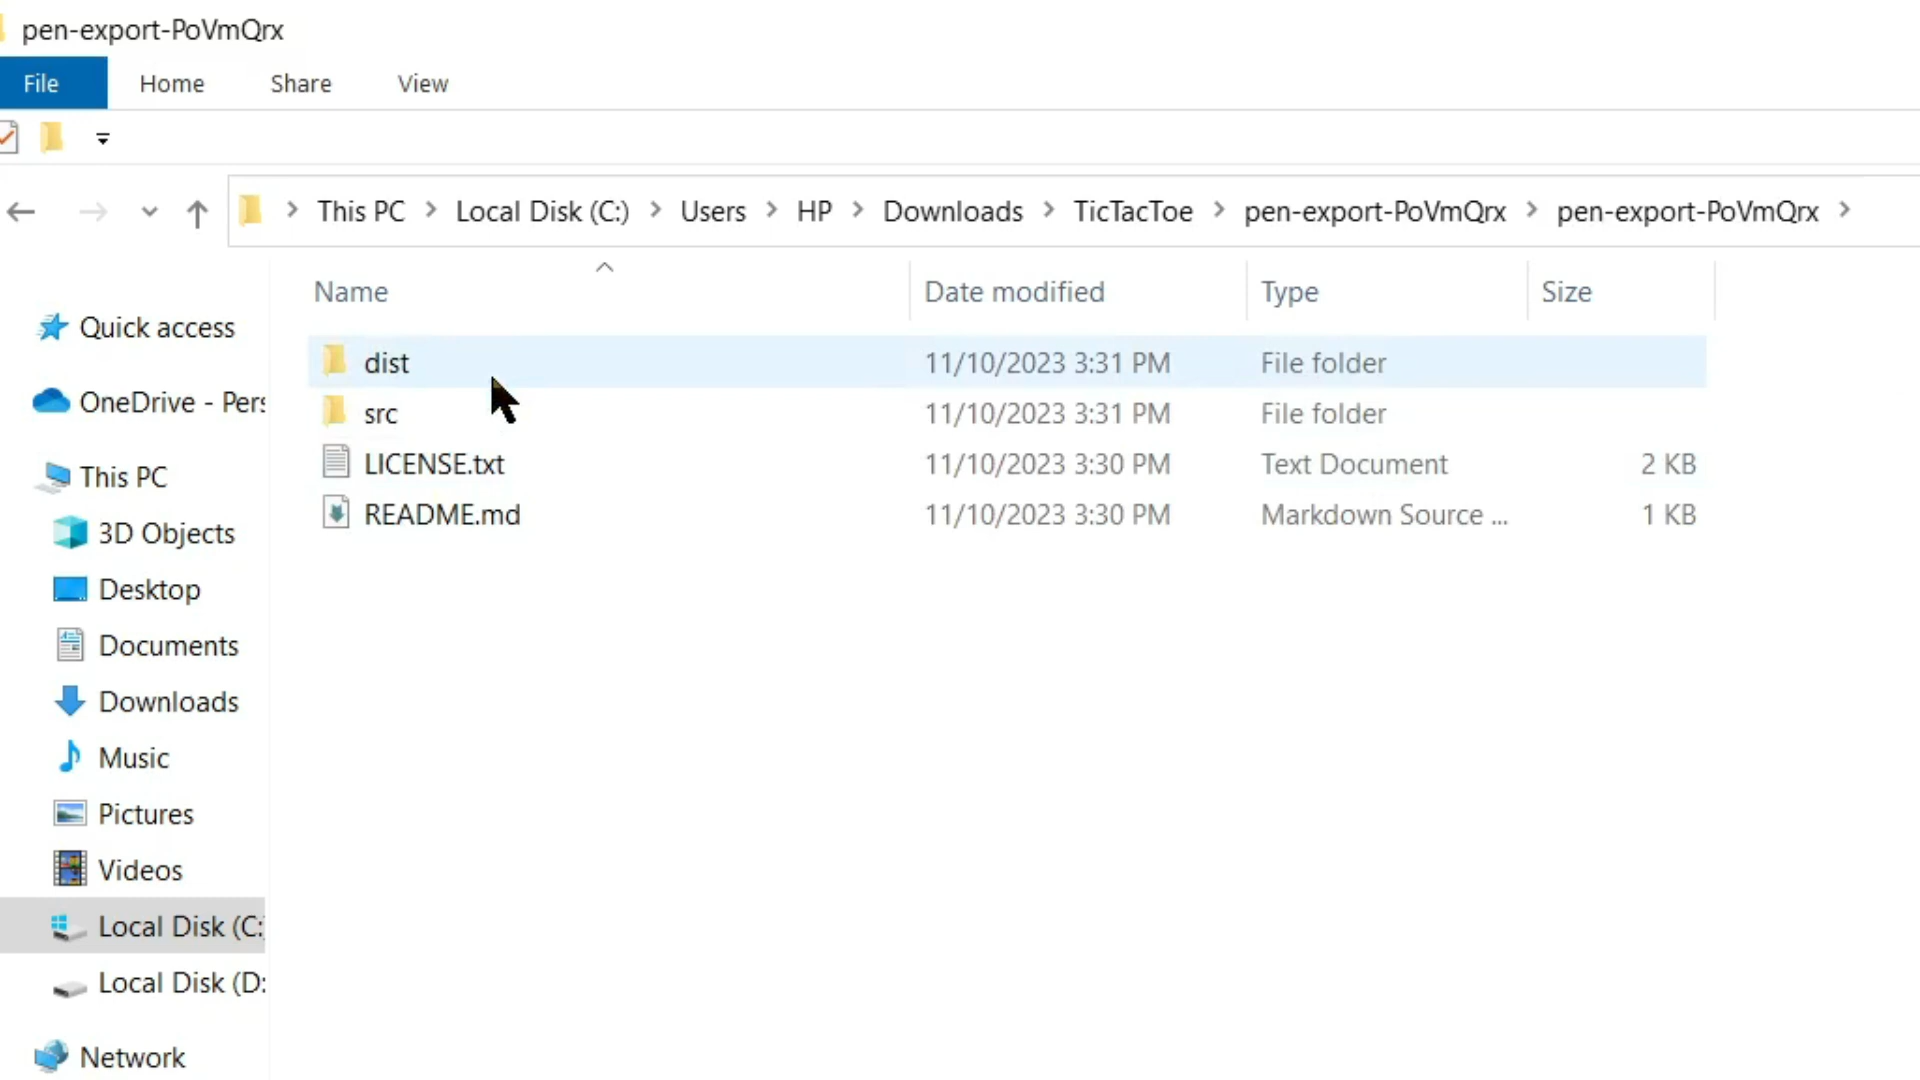 pen-export-PoVmQrx
File Home Share View
This PC Local Disk (C:) Users HP Downloads TicTacToe pen-export-PoVmQrx pen-export-PoVmQrx
Name Date modified Type Size
Quick access
OneDrive - Pers
This PC
3D Objects
Desktop
Documents
Downloads
Music
Pictures
Videos
Local Disk (C:
Local Disk (D:
Network
dist 11/10/2023 3:31 PM File folder
src 11/10/2023 3:31 PM File folder
LICENSE.txt 11/10/2023 3:30 PM Text Document 2 KB
README.md 11/10/2023 3:30 PM Markdown Source ... 1 KB